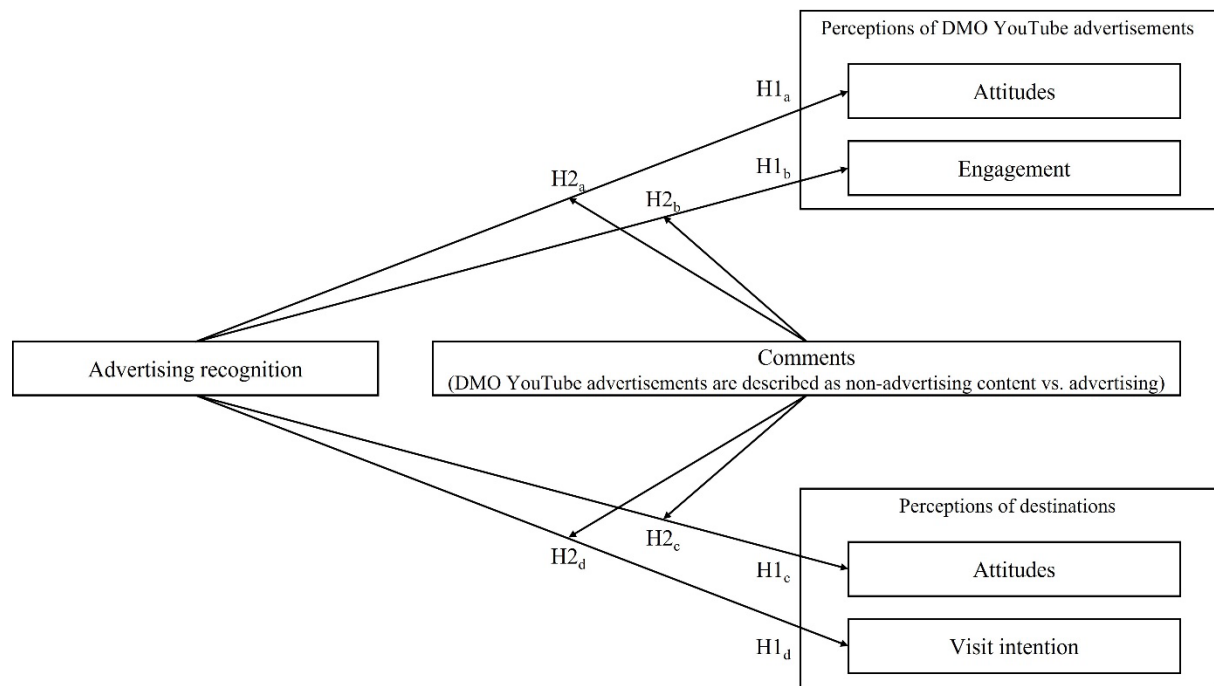 Perceptions of DMO YouTube advertisements
H1a
Attitudes
H1b
Engagement
H2a
H2b
Advertising recognition
Comments
(DMO YouTube advertisements are described as non-advertising content vs. advertising)
Perceptions of destinations
H2c
H2d
H1c
Attitudes
H1d
Visit intention